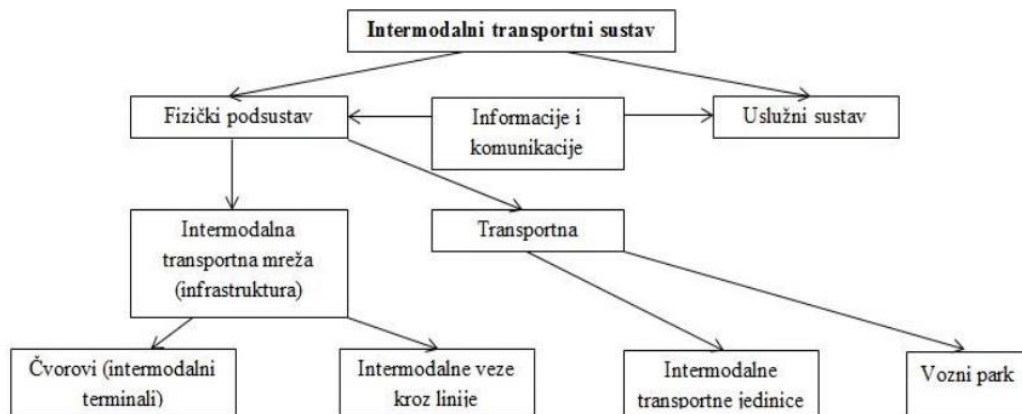 Intermodalni transportni sustav
Fizički podsustav
Informacije i
komunikacije
Uslužni sustav
Intermodalna
transportna mreža
(infrastruktura)
Transportna
Čvorovi (intermodalni
terminali)
Intermodalne veze
kroz linije
Intermodalne
transportne jedinice
Vozni park